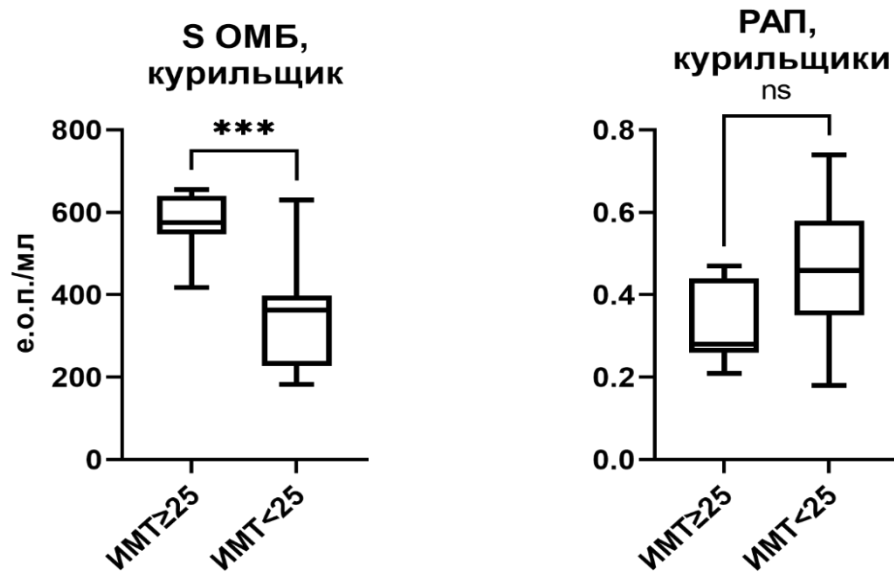 S ОМБ,
курильщик
***
800
600
400
200
0
е.о.п./мл
ИМТ≥25
ИМТ<25
РАП,
курильщики
ns
0.8
0.6
0.4
0.2
0.0
ИМТ≥25
ИМТ<25